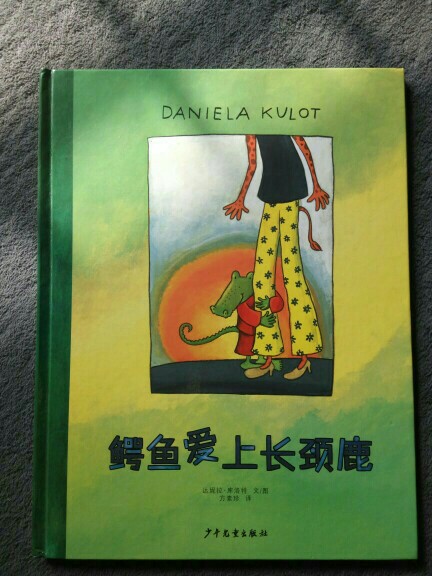 DANIELA KULOT
鳄鱼爱上长颈鹿
达妮拉·库洛特 文/图
方素珍 译
少年儿童出版社